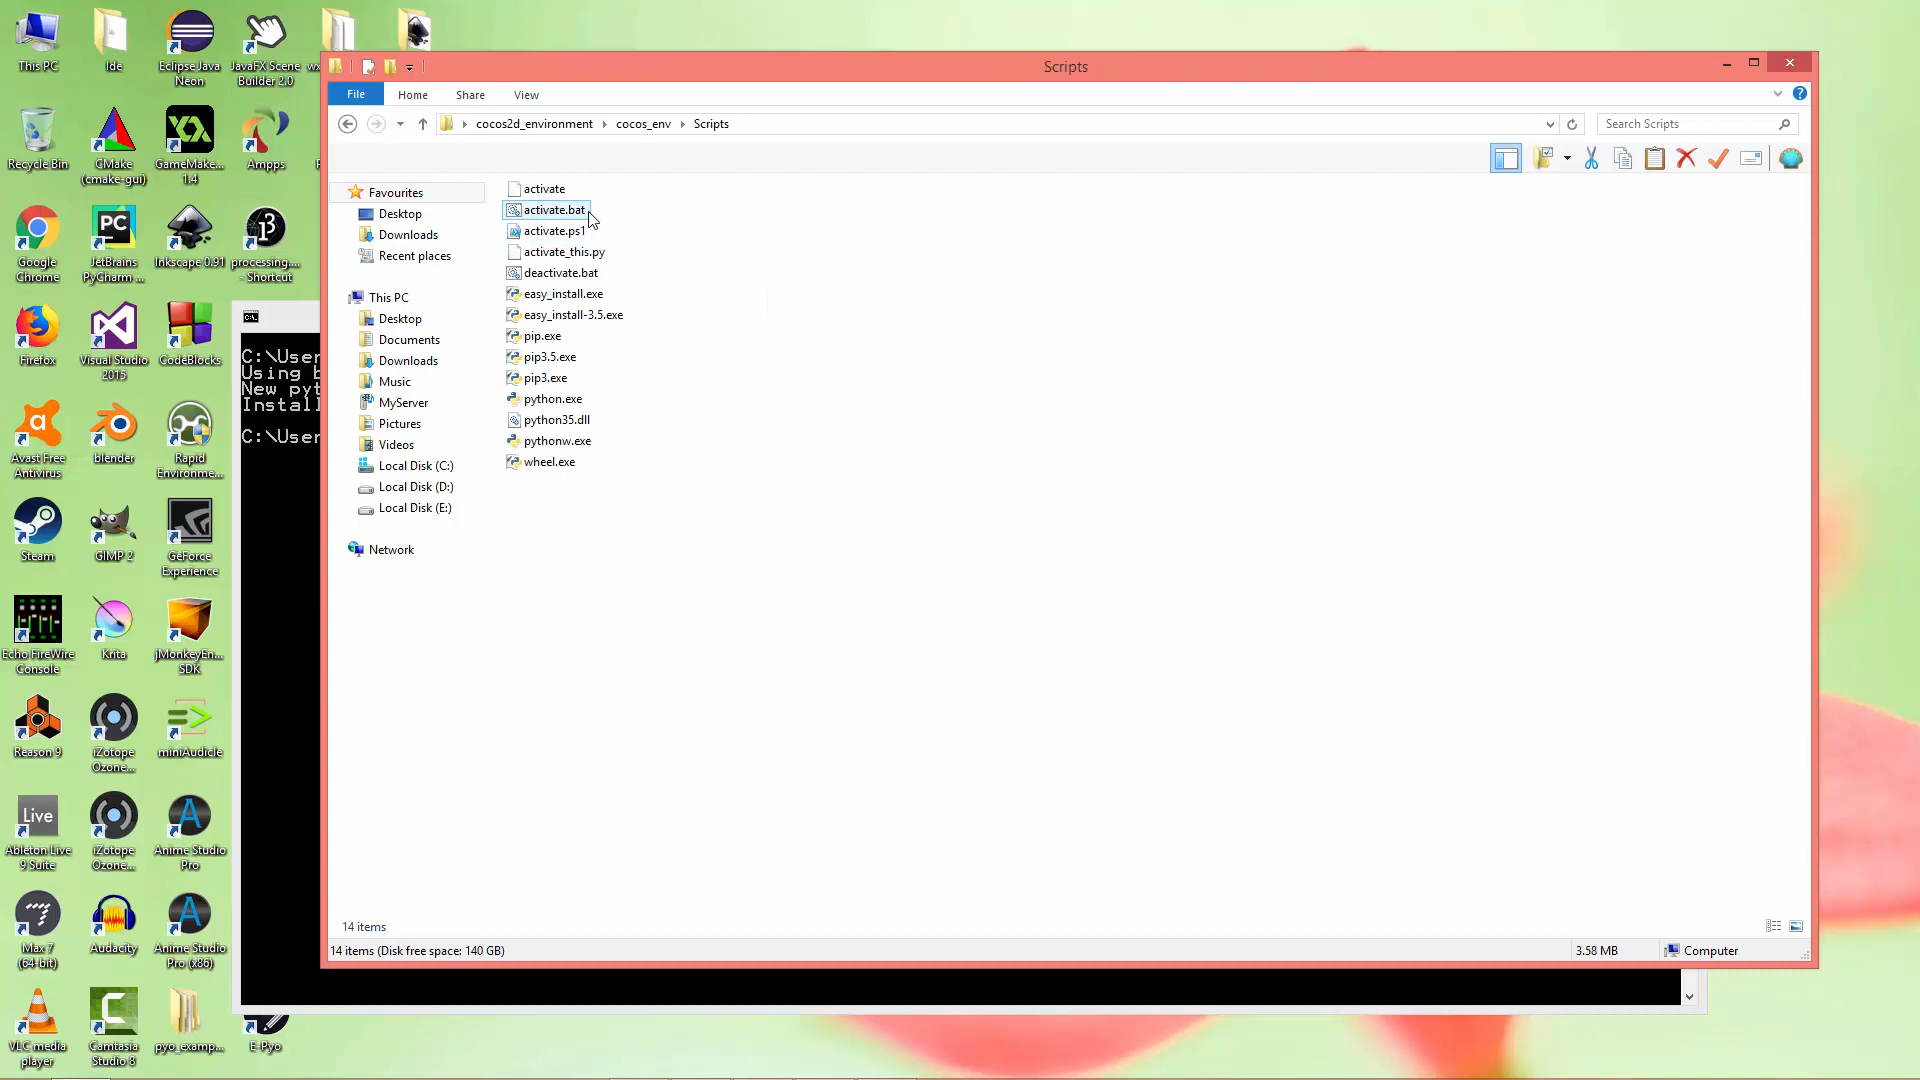 This PC
Ide
Eclipse Java
Neon
JavaFX Scene
Builder 2.0
Recycle Bin
CMake
(cmake-gui)
GameMake...
1.4
Ampps
Google
Chrome
JetBrains
PyCharm ...
Inkscape 0.91
processing....
- Shortcut
Firefox
Visual Studio
2015
CodeBlocks
Avast Free
Antivirus
blender
Rapid
Environme...
Steam
GIMP 2
GeForce
Experience
Echo FireWire
Console
Krita
jMonkeyEn...
SDK
Reason 9
iZotope
Ozone...
miniAudicle
Live
Ableton Live
9 Suite
iZotope
Ozone...
Anime Studio
Pro
Max 7
(64-bit)
Audacity
Anime Studio
Pro (x86)
VLC media
player
Camtasia
Studio 8
pyo_examp...
E-Pyo
C:\User
Using b
New pyt
Install
C:\User
Scripts
File
Home
Share
View
cocos2d_environment
cocos_env
Scripts
Search Scripts
Favourites
Desktop
Downloads
Recent places
This PC
Desktop
Documents
Downloads
Music
MyServer
Pictures
Videos
Local Disk (C:)
Local Disk (D:)
Local Disk (E:)
Network
activate
activate.bat
activate.ps1
activate_this.py
deactivate.bat
easy_install.exe
easy_install-3.5.exe
pip.exe
pip3.5.exe
pip3.exe
python.exe
python35.dll
pythonw.exe
wheel.exe
14 items
14 items (Disk free space: 140 GB)
3.58 MB
Computer